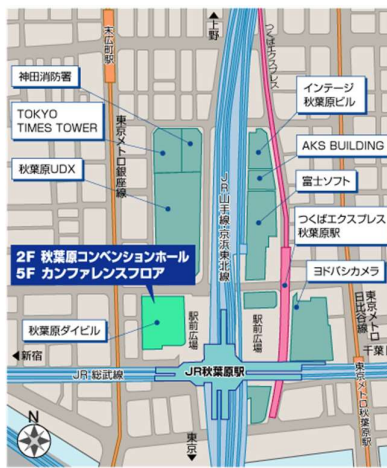 ▲上野
末広町駅
つくばエクスプレス
神田消防署
TOKYO
TIMES TOWER
秋葉原UDX
東京メトロ銀座線
JR山手線・京浜東北線
インテージ
秋葉原ビル
AKS BUILDING
富士ソフト
つくばエクスプレス
秋葉原駅
ヨドバシカメラ
2F 秋葉原コンベンションホール
5F カンファレンスフロア
秋葉原ダイビル
駅前広場
駅前広場
東京メトロ
日比谷線
◀新宿
千葉▶
JR総武線
JR秋葉原駅
東京メトロ秋葉原駅
N
東京▼